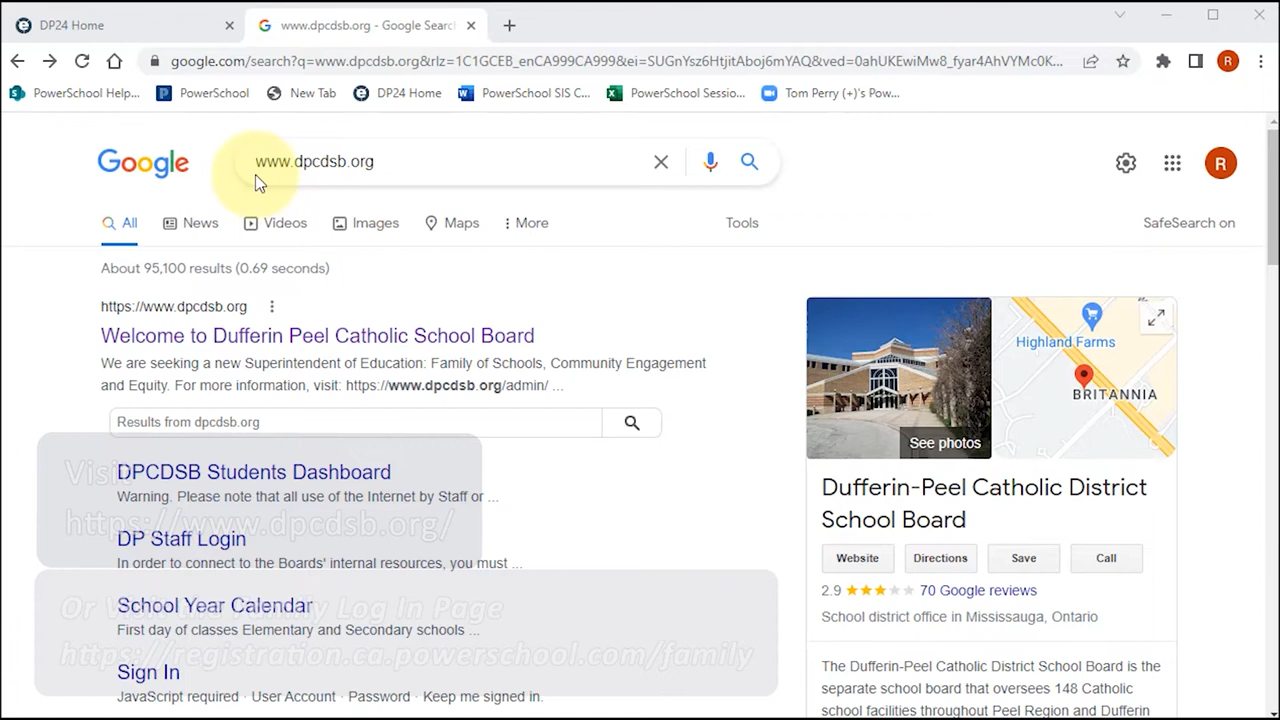 DP24 Home
www.dpcdsb.org - Google Searc
google.com/search?q=www.dpcdsb.org&rlz=1C1GCEB_enCA999CA999&ei=SUGnYsz6HtjitAboj6mYAQ&ved=0ahUKEwiMw8_fyar4AhVYMc0K...
R
PowerSchool Help...
PowerSchool
New Tab
DP24 Home
PowerSchool SIS C...
PowerSchool Sessio...
Tom Perry (+)'s Pow...
Google
www.dpcdsb.org
R
All
News
Videos
Images
Maps
More
Tools
SafeSearch on
About 95,100 results (0.69 seconds)
https://www.dpcdsb.org
Welcome to Dufferin Peel Catholic School Board
We are seeking a new Superintendent of Education: Family of Schools, Community Engagement
and Equity. For more information, visit: https://www.dpcdsb.org/admin/ ...
Results from dpcdsb.org
Visit
https://www.dpcdsb.org/
DPCDSB Students Dashboard
Warning. Please note that all use of the Internet by Staff or ...
DP Staff Login
In order to connect to the Boards' internal resources, you must ...
Or Visit the Family Log In Page
https://registration.ca.powerschool.com/family
School Year Calendar
First day of classes Elementary and Secondary schools ...
Sign In
JavaScript required · User Account · Password · Keep me signed in.
Highland Farms
BRITANNIA
See photos
Dufferin-Peel Catholic District
School Board
Website
Directions
Save
Call
2.9
70 Google reviews
School district office in Mississauga, Ontario
The Dufferin-Peel Catholic District School Board is the
separate school board that oversees 148 Catholic
school facilities throughout Peel Region and Dufferin